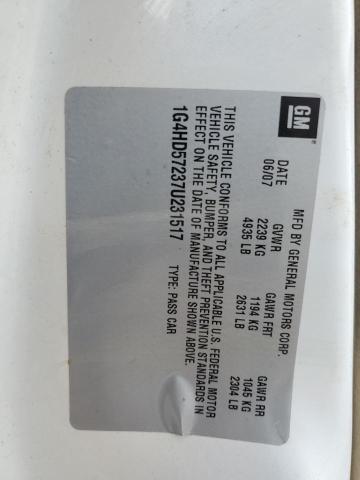 GM
MFD BY GENERAL MOTORS CORP.
DATE GVWR GAWR FRT GAWR RR
06/07 2239 KG 1194 KG 1045 KG
4935 LB 2631 LB 2304 LB
THIS VEHICLE CONFORMS TO ALL APPLICABLE U.S. FEDERAL MOTOR
VEHICLE SAFETY, BUMPER, AND THEFT PREVENTION STANDARDS IN
EFFECT ON THE DATE OF MANUFACTURE SHOWN ABOVE.
1G4HD57237U231517 TYPE: PASS CAR